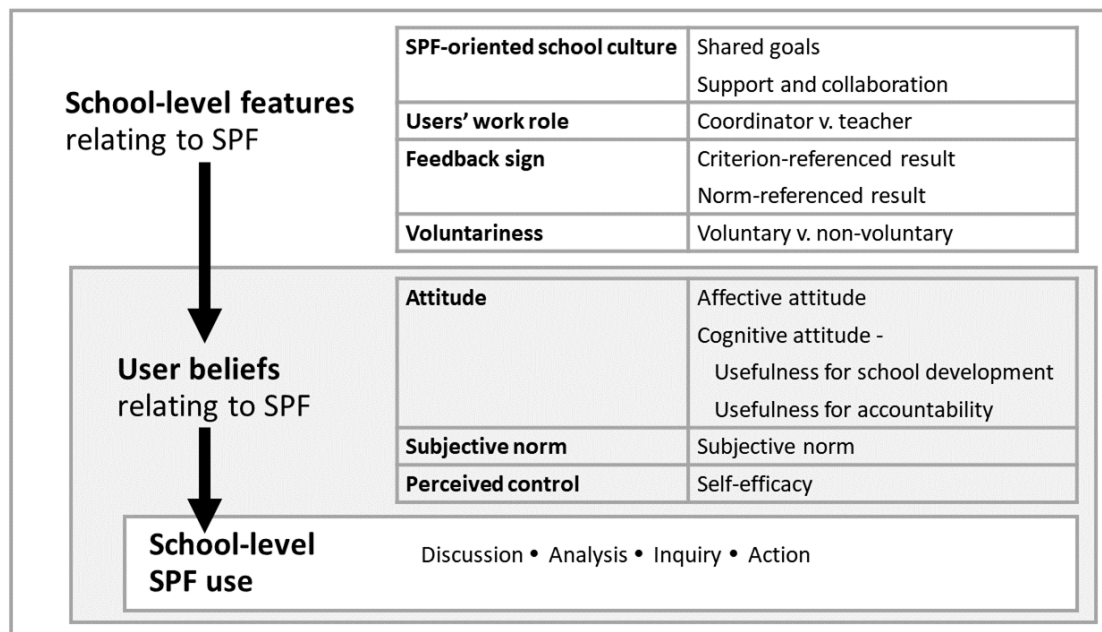 School-level features
relating to SPF
SPF-oriented school culture
Shared goals
Support and collaboration
Users' work role
Coordinator v. teacher
Feedback sign
Criterion-referenced result
Norm-referenced result
Voluntariness
Voluntary v. non-voluntary
User beliefs
relating to SPF
Attitude
Affective attitude
Cognitive attitude -
Usefulness for school development
Usefulness for accountability
Subjective norm
Subjective norm
Perceived control
Self-efficacy
School-level
SPF use
Discussion • Analysis • Inquiry • Action